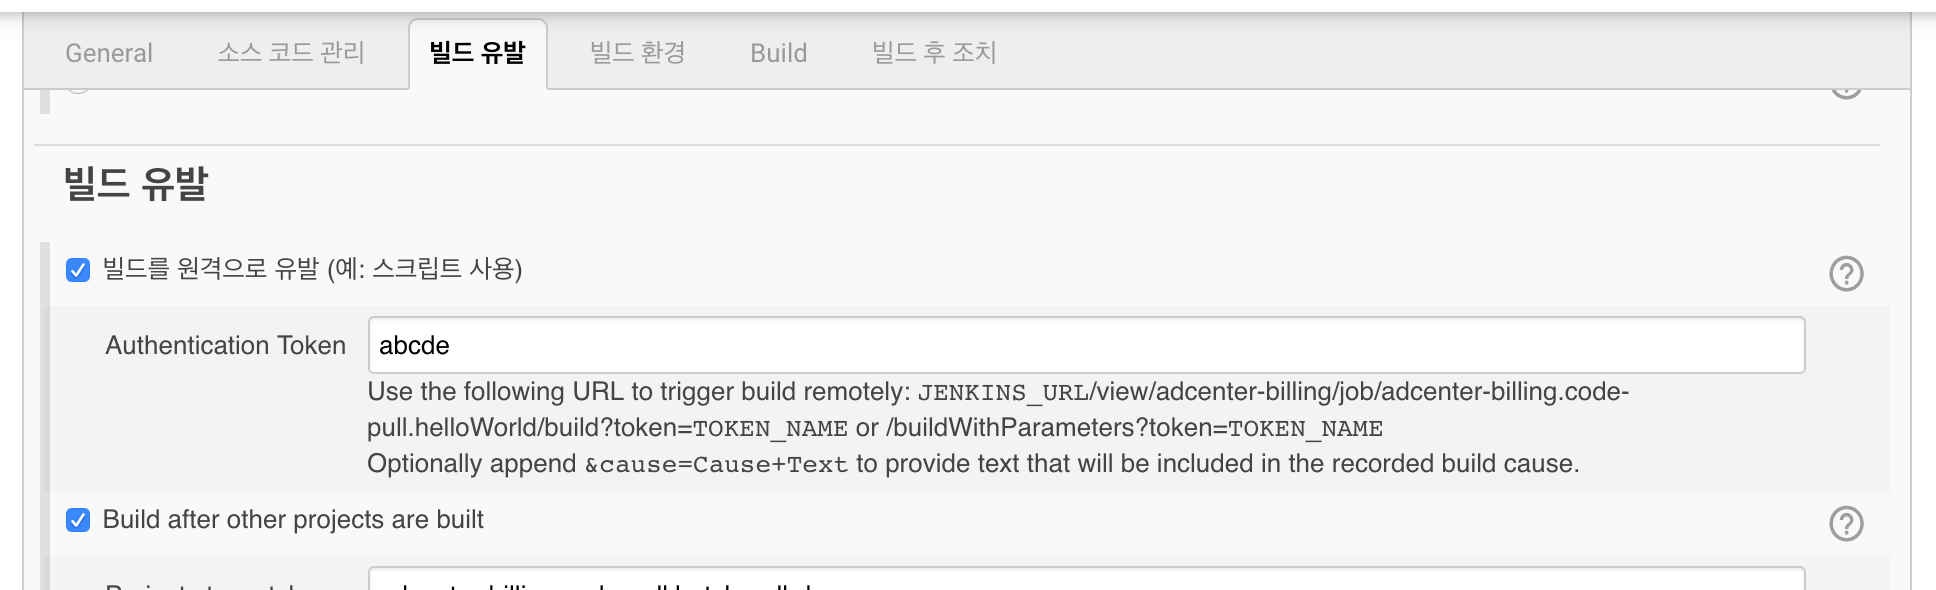 General 소스 코드 관리 빌드 유발 빌드 환경 Build 빌드 후 조치
빌드 유발
빌드를 원격으로 유발 (예: 스크립트 사용)
Authentication Token abcde
Use the following URL to trigger build remotely: JENKINS_URL/view/adcenter-billing/job/adcenter-billing.code-
pull.helloWorld/build?token=TOKEN_NAME or /buildWithParameters?token=TOKEN_NAME
Optionally append &cause=Cause+Text to provide text that will be included in the recorded build cause.
Build after other projects are built